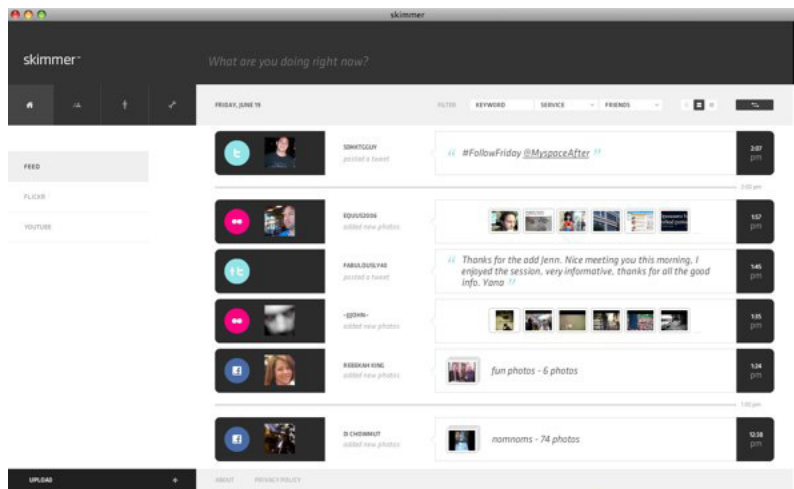 skimmer
skimmer™
What are you doing right now?
FRIDAY, JUNE 19
FILTER KEYWORD SERVICE FRIENDS
FEED
FLICKR
YOUTUBE
posted a tweet
“ #FollowFriday @MyspaceAfter ”
2:07 pm
2:00 pm
EQUUS2006
added new photos
1:57 pm
FABULOUSLY40
posted a tweet
“ Thanks for the add Jenn. Nice meeting you this morning, I
enjoyed the session, very informative, thanks for all the good
info. Yana ”
1:45 pm
-JJJOHN-
added new photos
1:35 pm
REBEKAH KING
added new photos
fun photos - 6 photos
1:24 pm
1:00 pm
D CHOWMUT
added new photos
nomnoms - 74 photos
12:38 pm
UPLOAD +
ABOUT PRIVACY POLICY